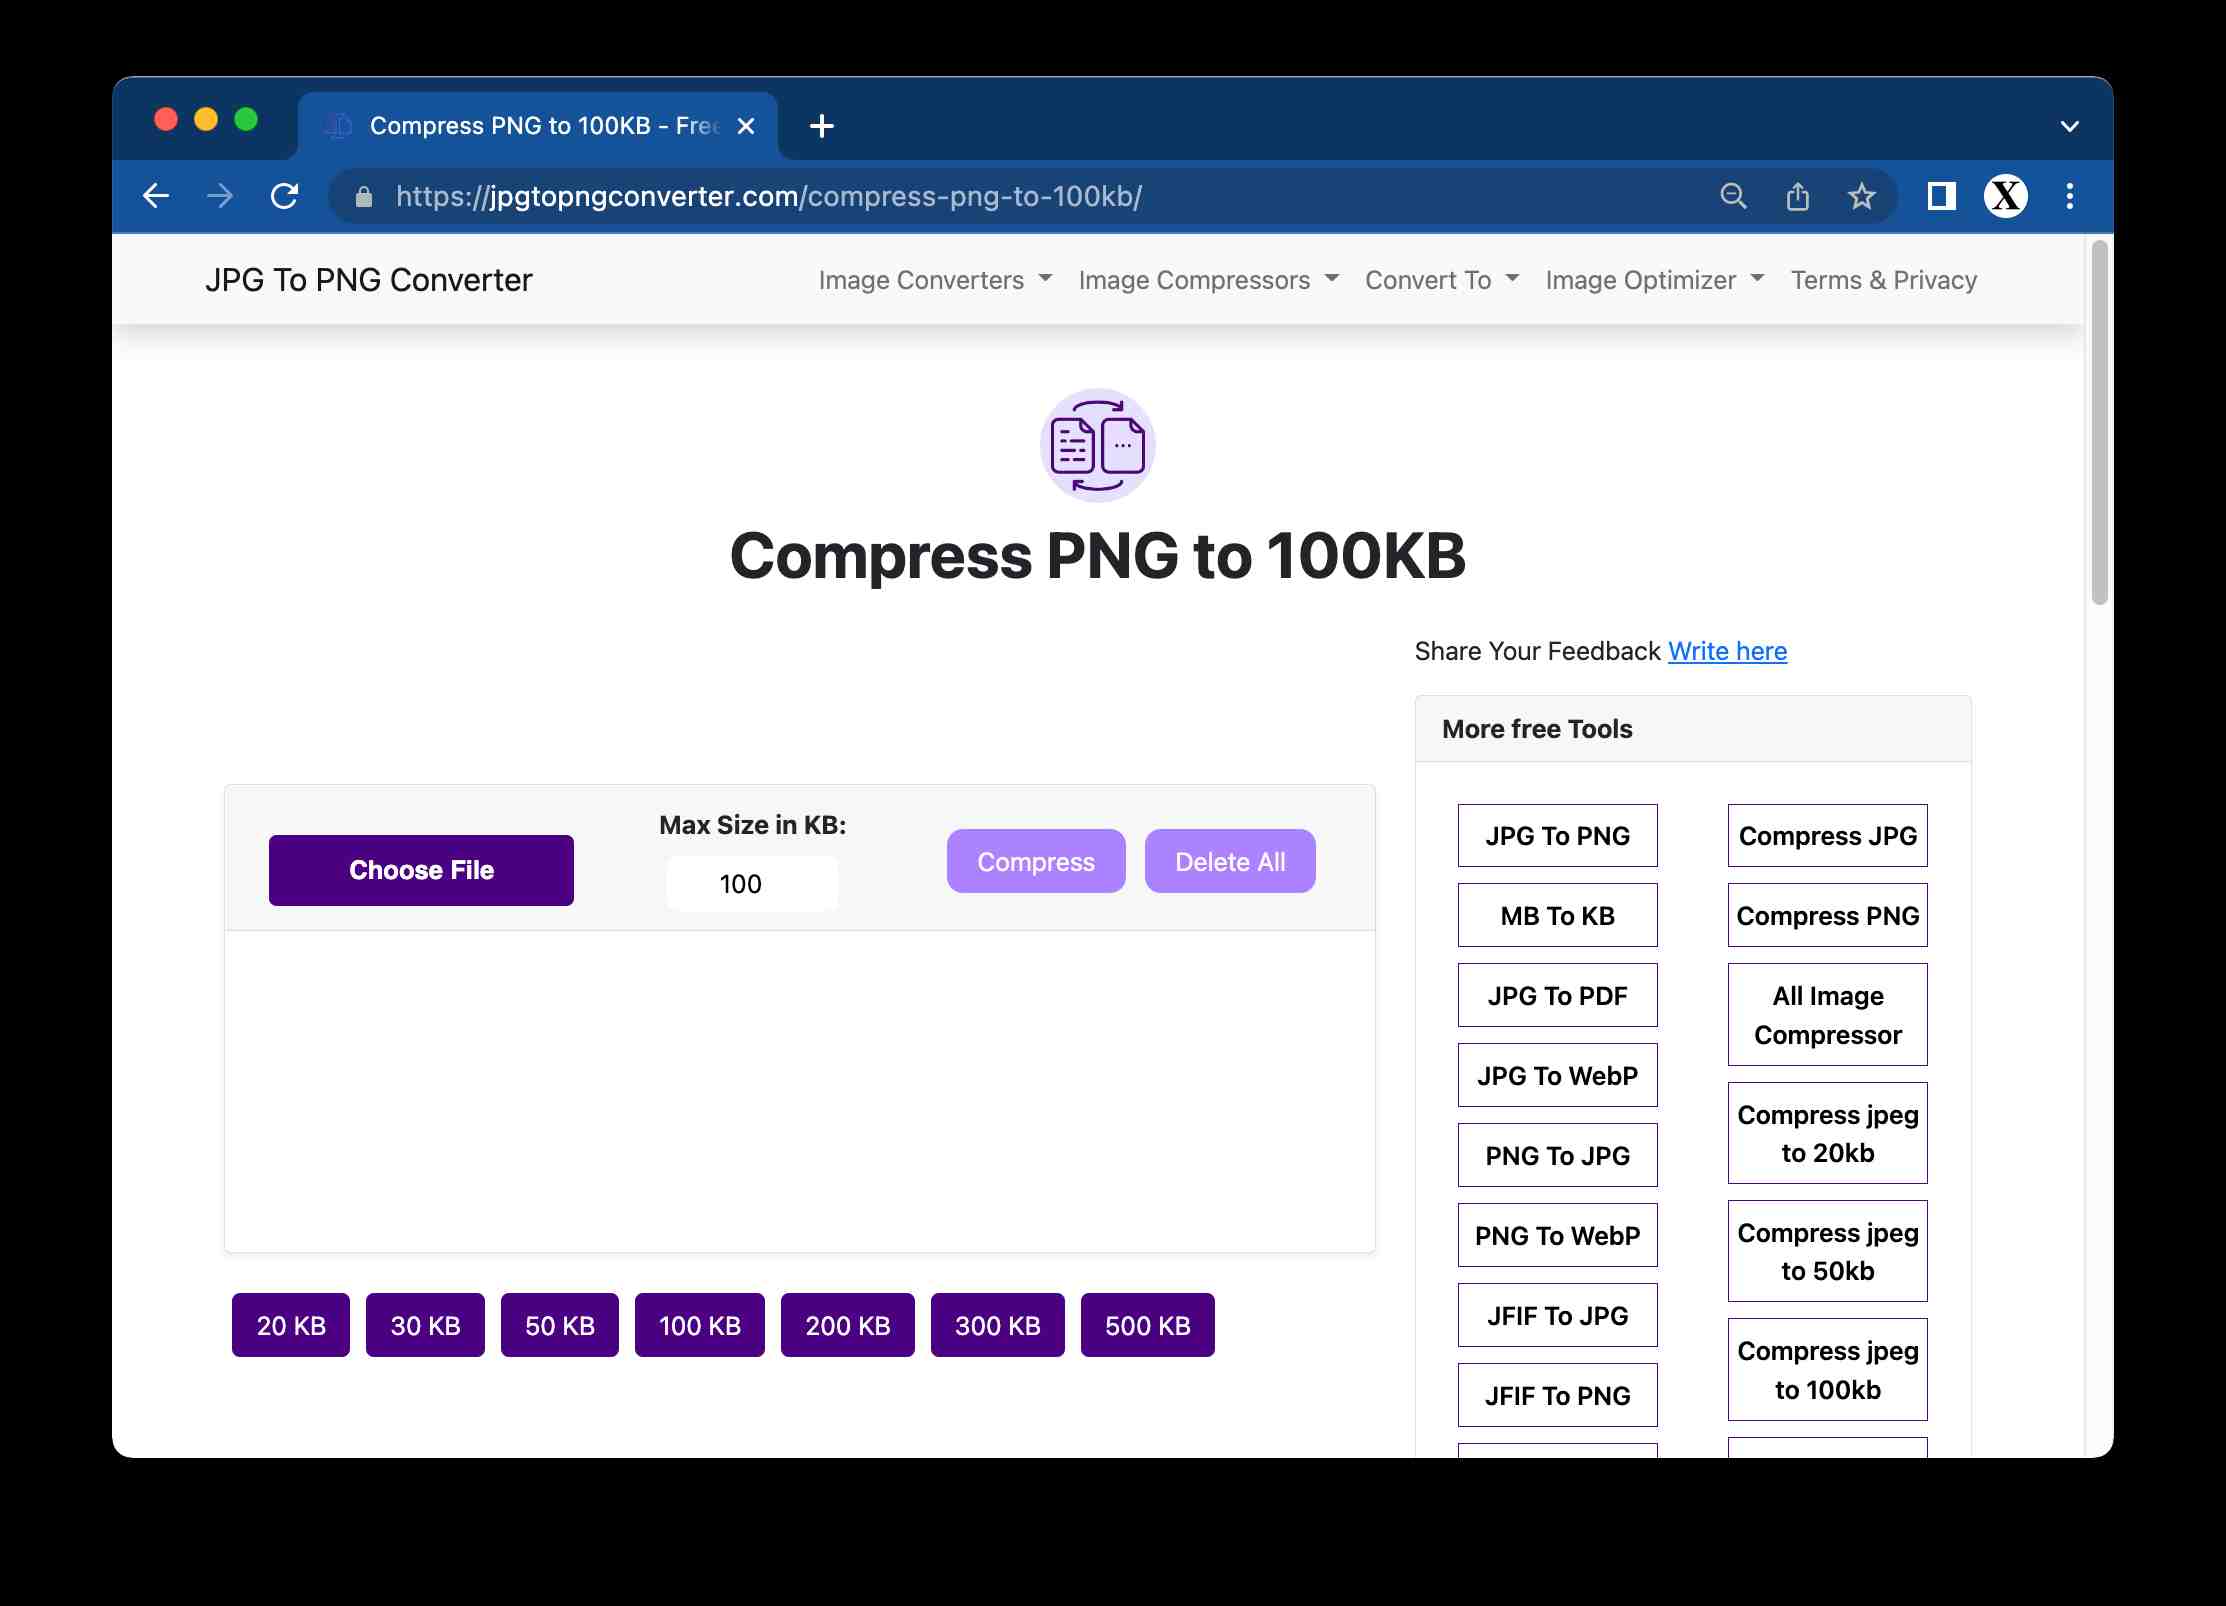 Compress PNG to 100KB - Free
https://jpgtopngconverter.com/compress-png-to-100kb/
X
JPG To PNG Converter
Image Converters
Image Compressors
Convert To
Image Optimizer
Terms & Privacy
Compress PNG to 100KB
Share Your Feedback Write here
Choose File
Max Size in KB:
100
Compress
Delete All
20 KB
30 KB
50 KB
100 KB
200 KB
300 KB
500 KB
More free Tools
JPG To PNG
MB To KB
JPG To PDF
JPG To WebP
PNG To JPG
PNG To WebP
JFIF To JPG
JFIF To PNG
Compress JPG
Compress PNG
All Image
Compressor
Compress jpeg
to 20kb
Compress jpeg
to 50kb
Compress jpeg
to 100kb